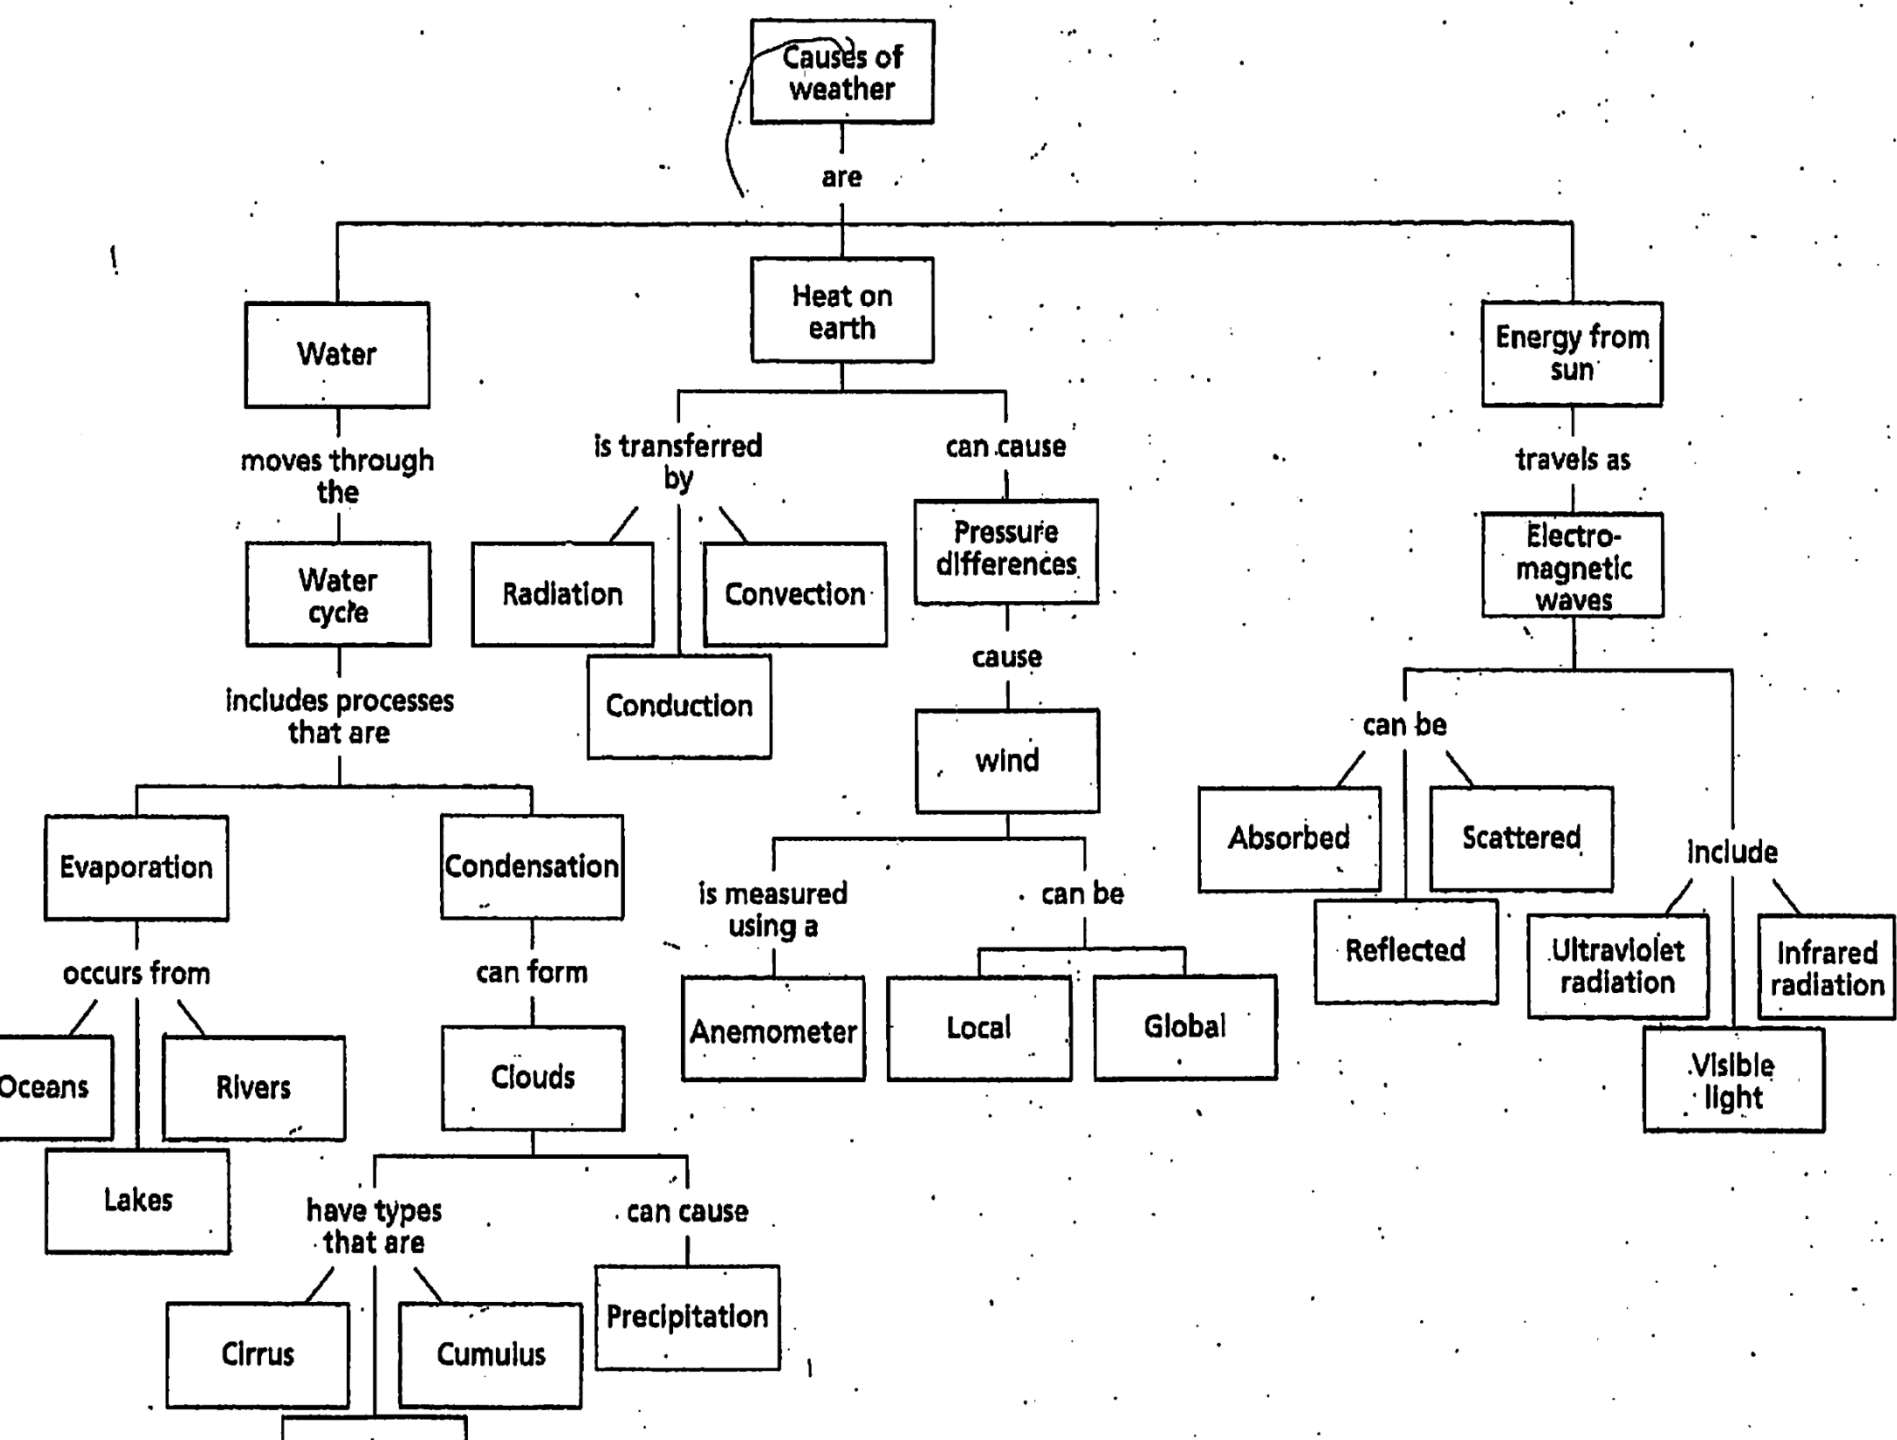 Causes of
weather
are
Water
Heat on
earth
Energy from
sun
moves through
the
is transferred
by
can cause
travels as
Water
cycle
Radiation
Convection
Conduction
Pressure
differences
Electro-
magnetic
waves
includes processes
that are
cause
wind
can be
Absorbed
Scattered
Reflected
include
Ultraviolet
radiation
Infrared
radiation
Visible
light
Evaporation
Condensation
is measured
using a
can be
Anemometer
Local
Global
occurs from
can form
Oceans
Rivers
Lakes
Clouds
have types
that are
can cause
Cirrus
Cumulus
Precipitation